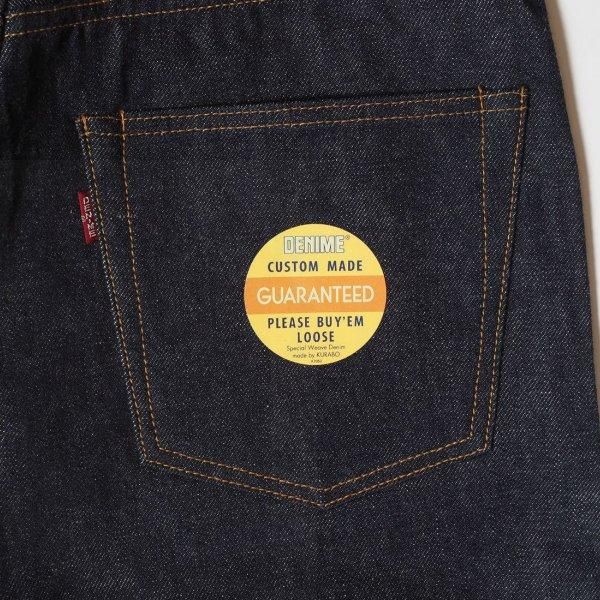 DENIME®
CUSTOM MADE
GUARANTEED
PLEASE BUY'EM
LOOSE
Special Weave Denim
made by KURABO
DENIME